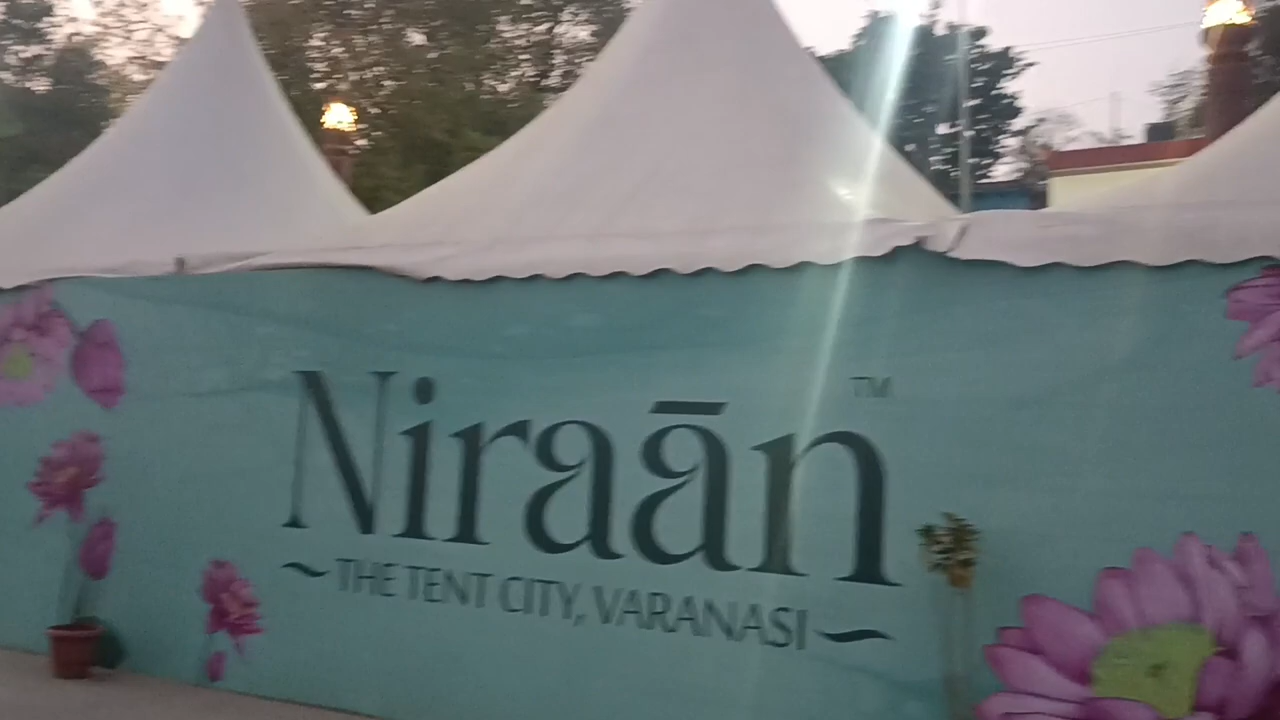 Niraān™
~ THE TENT CITY, VARANASI ~